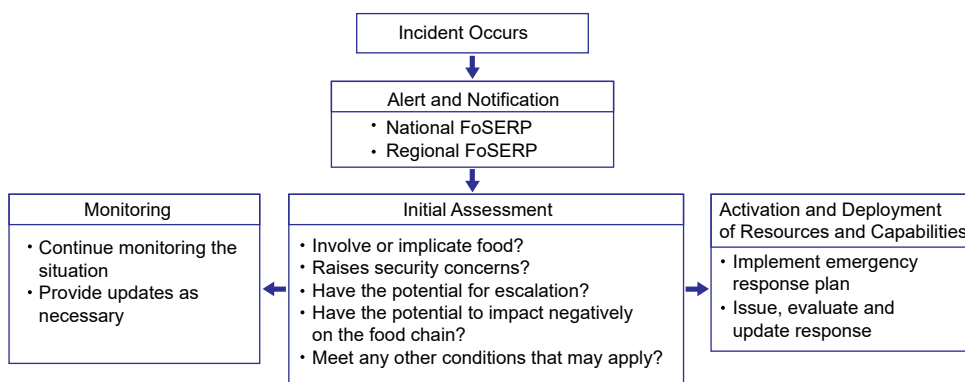 Incident Occurs
Alert and Notification
• National FoSERP
• Regional FoSERP
Monitoring
• Continue monitoring the
situation
• Provide updates as
necessary
Initial Assessment
• Involve or implicate food?
• Raises security concerns?
• Have the potential for escalation?
• Have the potential to impact negatively
on the food chain?
• Meet any other conditions that may apply?
Activation and Deployment
of Resources and Capabilities
• Implement emergency
response plan
• Issue, evaluate and
update response